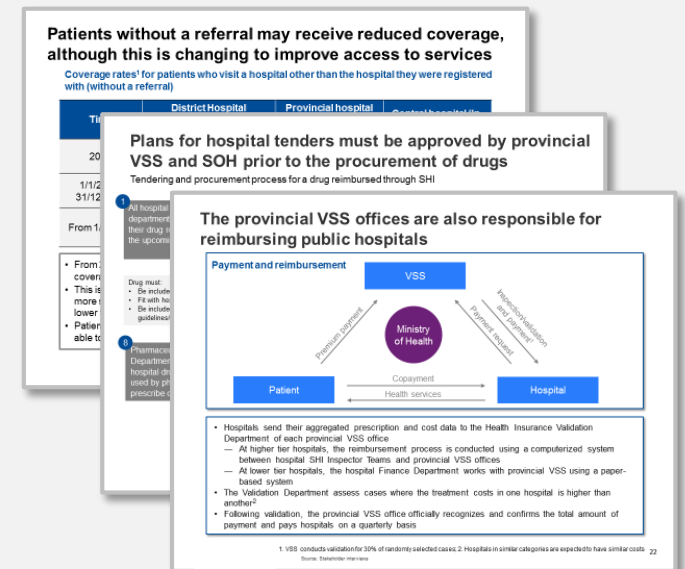 Patients without a referral may receive reduced coverage,
although this is changing to improve access to services
Coverage rates¹ for patients who visit a hospital other than the hospital they were registered
with (without a referral)
District Hospital
Provincial hospital
20
1/1/2
31/12
From 1/
• From
covera
• This is
more
lower
• Patien
able to
Plans for hospital tenders must be approved by provincial
VSS and SOH prior to the procurement of drugs
Tendering and procurement process for a drug reimbursed through SHI
1
All hospital
department
their drug
the upcomi
Drug must:
• Be include
• Fit with ho
• Be include
guidelines/
8
Pharmaceu
Department
hospital dr
used by ph
prescribe
The provincial VSS offices are also responsible for
reimbursing public hospitals
Payment and reimbursement
VSS
Premium payment
Ministry
of Health
Payment request
Inspection/validation
and payment¹
Patient
Copayment
Health services
Hospital
• Hospitals send their aggregated prescription and cost data to the Health Insurance Validation
Department of each provincial VSS office
— At higher tier hospitals, the reimbursement process is conducted using a computerized system
between hospital SHI Inspector Teams and provincial VSS offices
— At lower tier hospitals, the hospital Finance Department works with provincial VSS using a paper-
based system
• The Validation Department assess cases where the treatment costs in one hospital is higher than
another²
• Following validation, the provincial VSS office officially recognizes and confirms the total amount of
payment and pays hospitals on a quarterly basis
1. VSS conducts validation for 30% of randomly selected cases; 2. Hospitals in similar categories are expected to have similar costs
22
Source: Stakeholder interviews